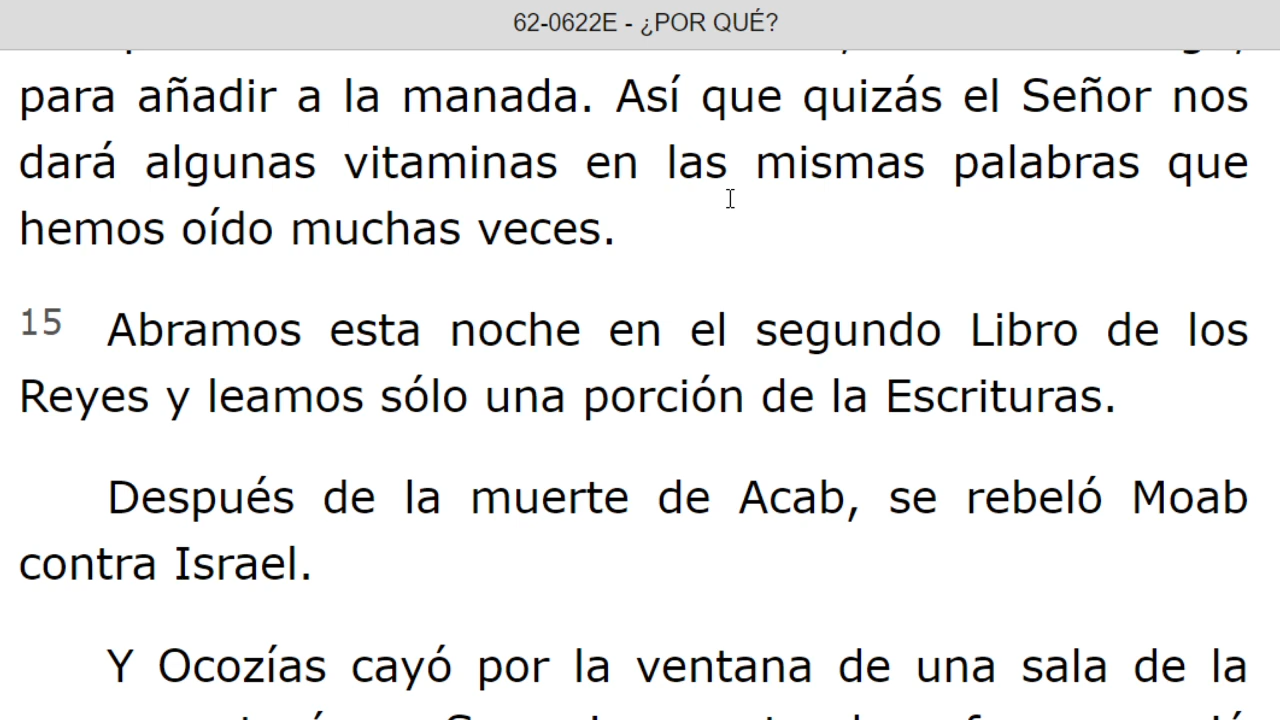 62-0622E - ¿POR QUÉ?
para añadir a la manada. Así que quizás el Señor nos
dará algunas vitaminas en las mismas palabras que
hemos oído muchas veces.
15 Abramos esta noche en el segundo Libro de los
Reyes y leamos sólo una porción de la Escrituras.
Después de la muerte de Acab, se rebeló Moab
contra Israel.
Y Ocozías cayó por la ventana de una sala de la